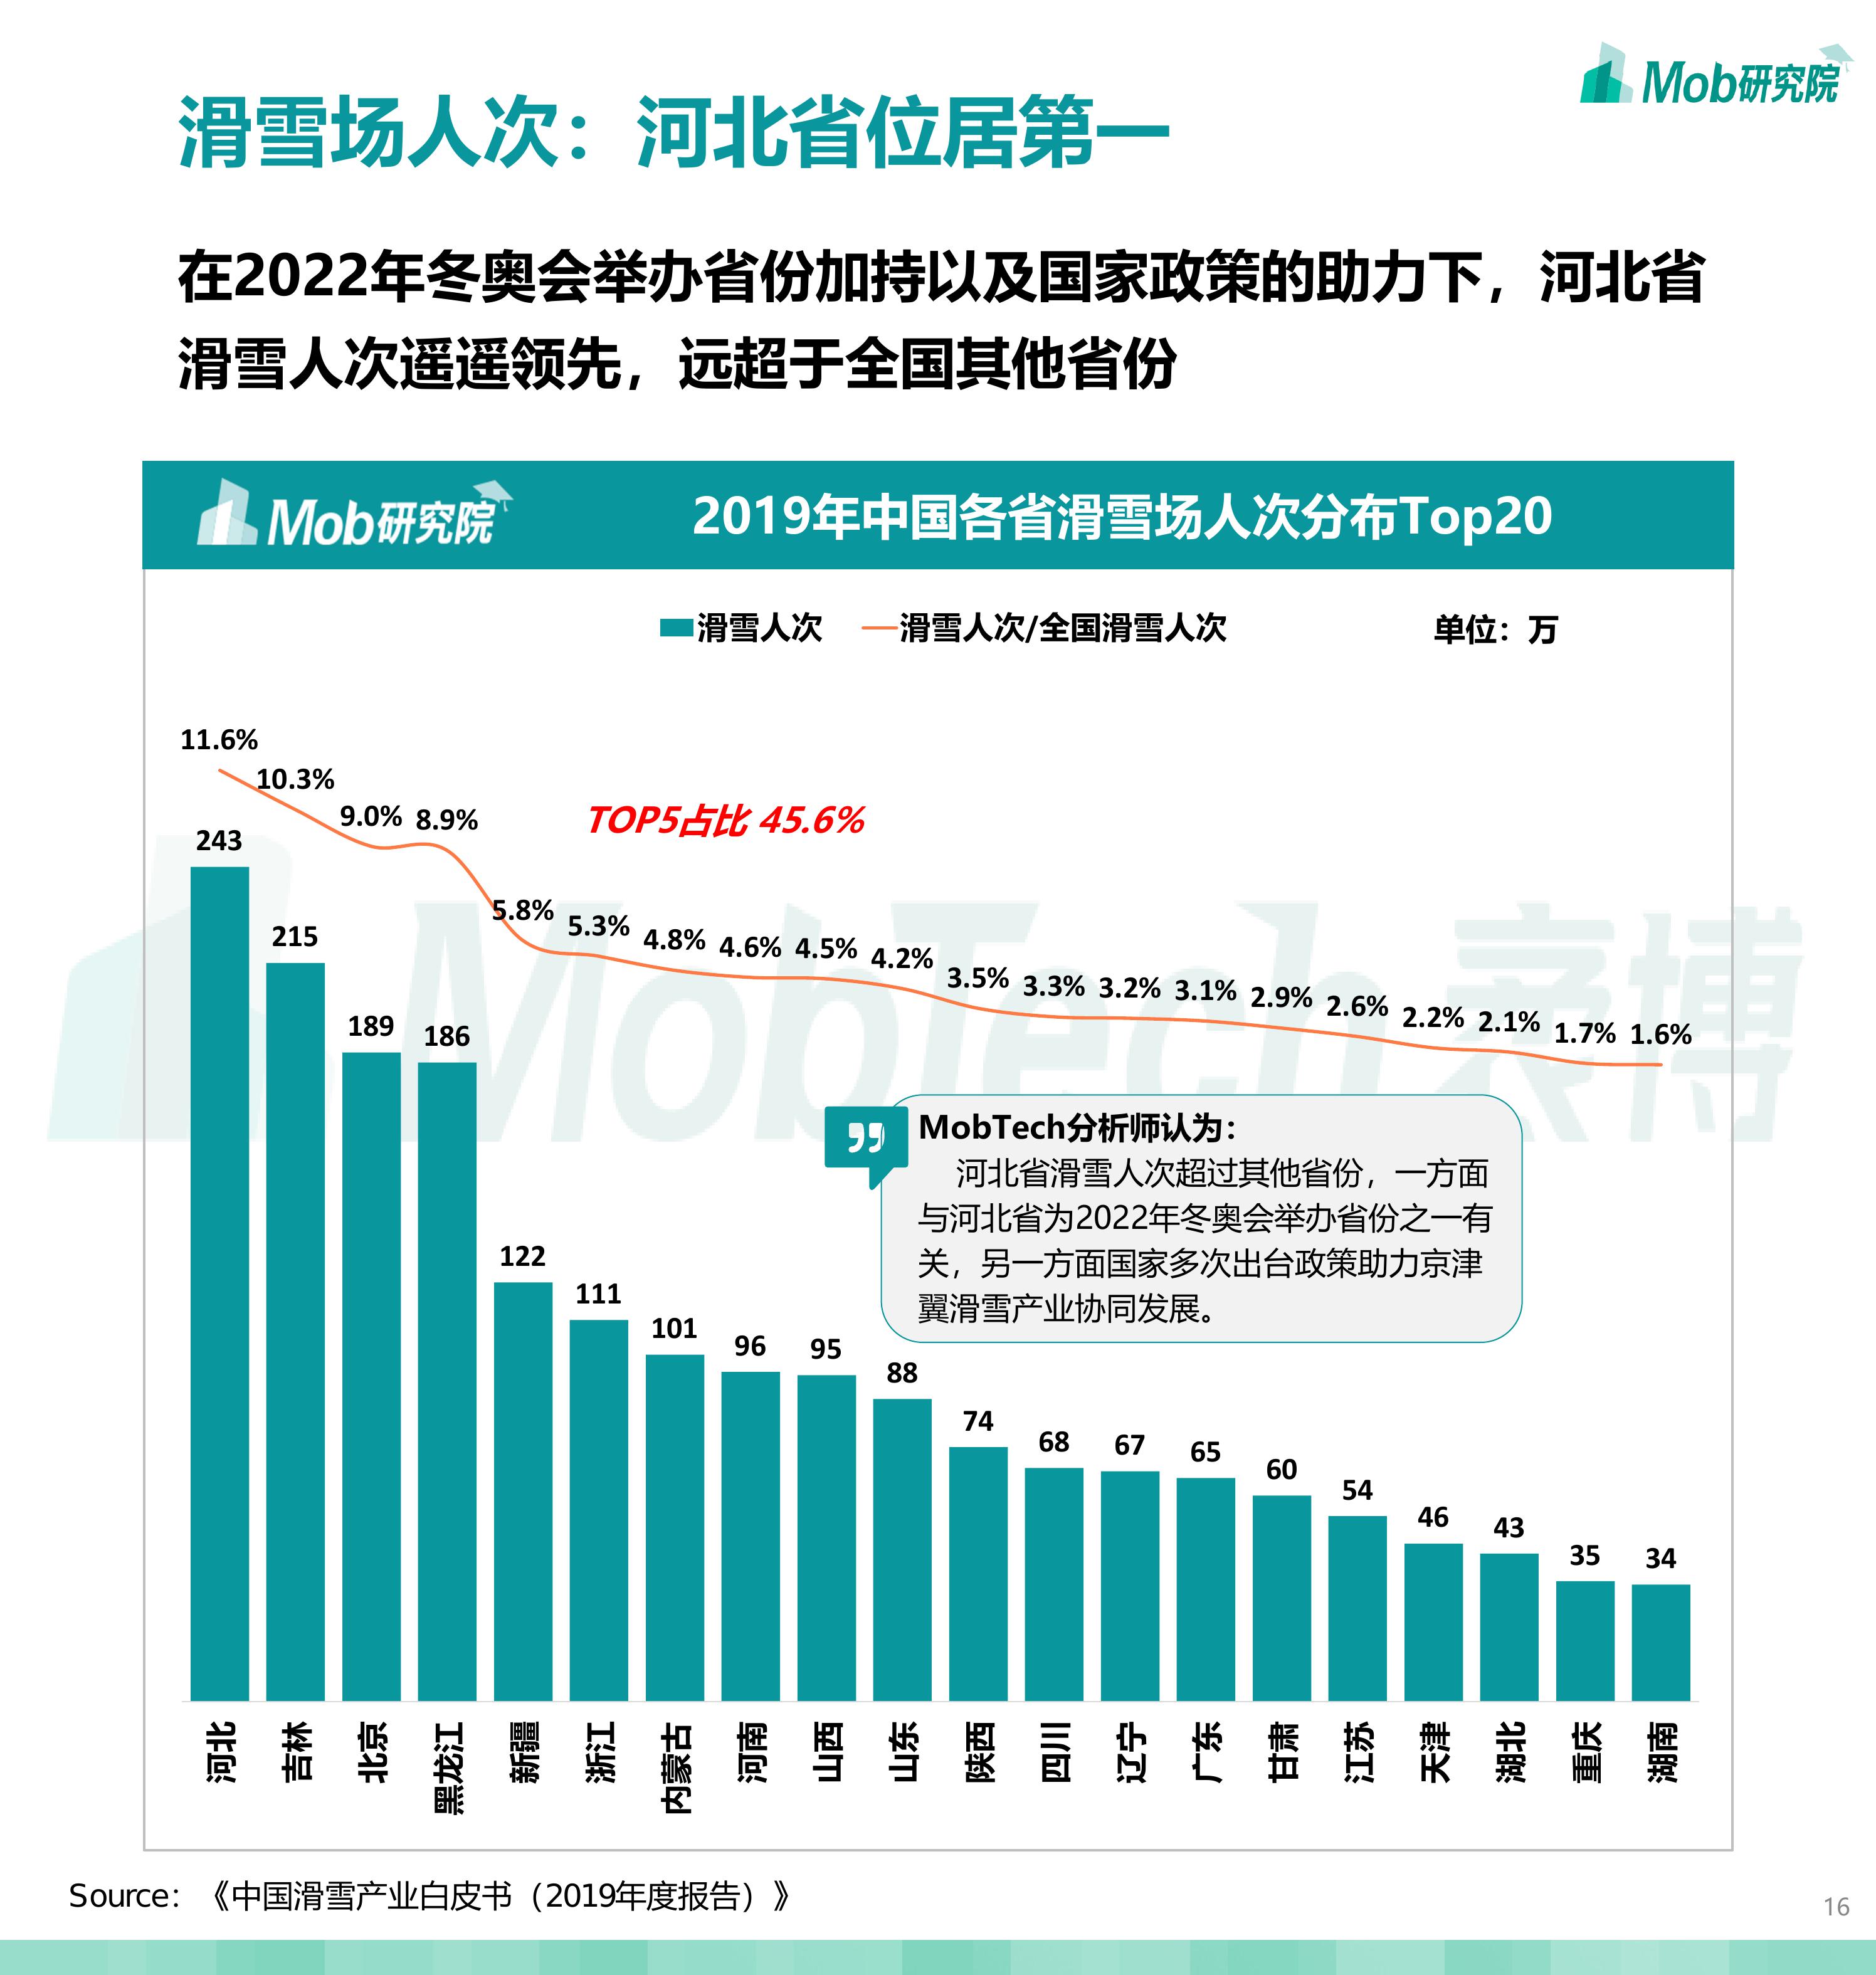 Mob研究院
滑雪场人次：河北省位居第一
在2022年冬奥会举办省份加持以及国家政策的助力下，河北省
滑雪人次遥遥领先，远超于全国其他省份
Mob研究院
2019年中国各省滑雪场人次分布Top20
滑雪人次
滑雪人次/全国滑雪人次
单位：万
11.6%
10.3%
9.0%
8.9%
5.8%
5.3%
4.8%
4.6%
4.5%
4.2%
3.5%
3.3%
3.2%
3.1%
2.9%
2.6%
2.2%
2.1%
1.7%
1.6%
TOP5占比 45.6%
243
215
189
186
122
111
101
96
95
88
74
68
67
65
60
54
46
43
35
34
MobTech袤博
MobTech分析师认为：
河北省滑雪人次超过其他省份，一方面
与河北省为2022年冬奥会举办省份之一有
关，另一方面国家多次出台政策助力京津
翼滑雪产业协同发展。
河北
吉林
北京
黑龙江
新疆
浙江
内蒙古
河南
山西
山东
陕西
四川
辽宁
广东
甘肃
江苏
天津
湖北
重庆
湖南
Source：《中国滑雪产业白皮书（2019年度报告）》
16